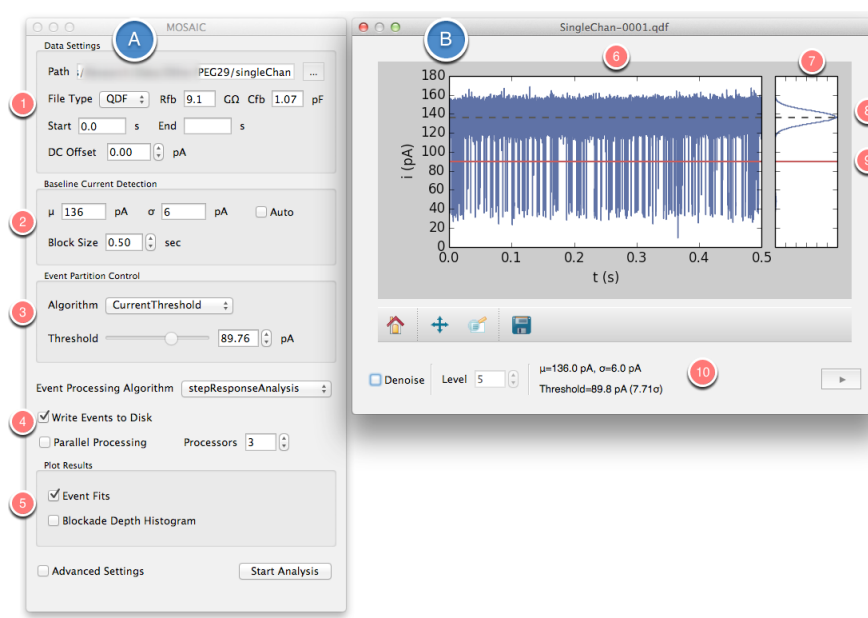 MOSAIC
A
Data Settings
Path /PEG29/singleChan ...
1
File Type QDF Rfb 9.1 GΩ Cfb 1.07 pF
Start 0.0 s End s
DC Offset 0.00 pA
Baseline Current Detection
2
μ 136 pA σ 6 pA Auto
Block Size 0.50 sec
Event Partition Control
3
Algorithm CurrentThreshold
Threshold 89.76 pA
Event Processing Algorithm stepResponseAnalysis
4
Write Events to Disk
Parallel Processing Processors 3
Plot Results
5
Event Fits
Blockade Depth Histogram
Advanced Settings Start Analysis
SingleChan-0001.qdf
B
6
7
8
9
180
160
140
120
100
80
60
40
20
0
i (pA)
0.0 0.1 0.2 0.3 0.4 0.5
t (s)
Denoise Level 5
μ=136.0 pA, σ=6.0 pA
Threshold=89.8 pA (7.71σ)
10